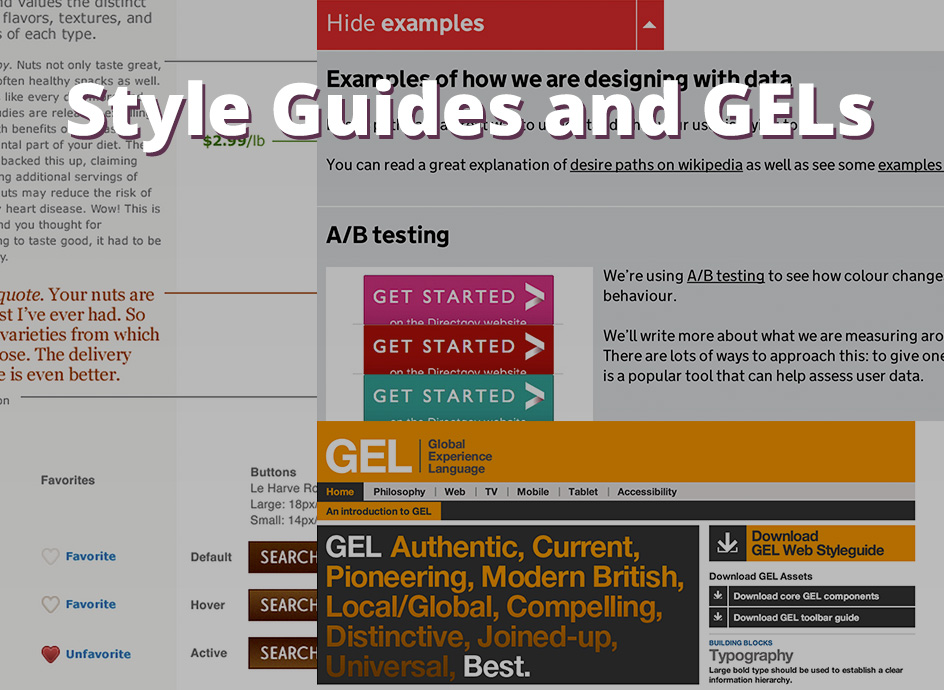 Style Guides and GELs
and values the distinct
flavors, textures, and
of each type.
Nuts not only taste great,
often healthy snacks as well.
like every
benefits
ental part of your diet. The
backed this up, claiming
additional servings of
may reduce the risk of
heart disease. Wow! This is
and you thought for
to taste good, it had to be
$2.99/lb
quote. Your nuts are
I've ever had. So
varieties from which
The delivery
is even better.
Favorites
Favorite
Favorite
Unfavorite
Buttons
Le Harve
Large: 18px/
Small: 14px/
Default SEARCH
Hover SEARCH
Active SEARCH
Hide examples
Examples of how we are designing with data
You can read a great explanation of desire paths on wikipedia as well as see some examples
A/B testing
GET STARTED
on the Directgov website
GET STARTED
on the Directgov website
GET STARTED
on the Directgov website
We're using A/B testing to see how colour change
behaviour.
We'll write more about what we are measuring
There are lots of ways to approach this: to give one
is a popular tool that can help assess user data.
GEL Global
Experience
Language
Home Philosophy | Web | TV | Mobile | Tablet | Accessibility
An introduction to GEL
GEL Authentic, Current,
Pioneering, Modern British,
Local/Global, Compelling,
Distinctive, Joined-up,
Universal, Best.
Download
GEL Web Styleguide
Download GEL Assets
Download core GEL components
Download GEL toolbar guide
BUILDING BLOCKS
Typography
Large bold type should be used to establish a clear
information hierarchy.